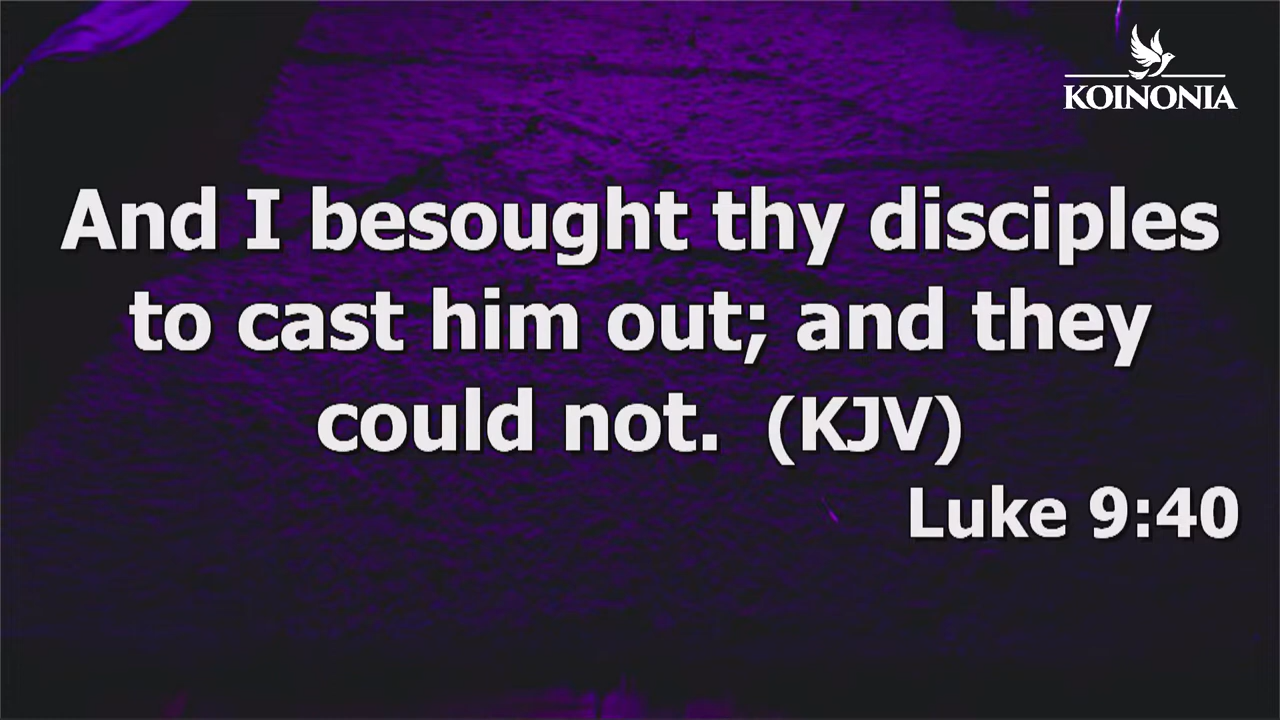 KOINONIA
And I besought thy disciples
to cast him out; and they
could not. (KJV)
Luke 9:40